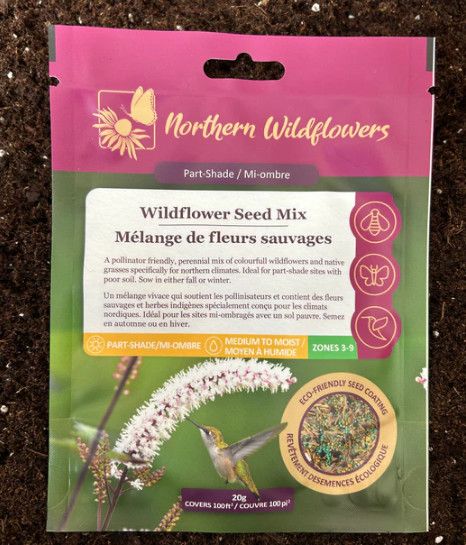 Northern Wildflowers
Part-Shade / Mi-ombre
Wildflower Seed Mix
Mélange de fleurs sauvages
A pollinator friendly, perennial mix of colourfull wildflowers and native
grasses specifically for northern climates. Ideal for part-shade sites with
poor soil. Sow in either fall or winter.
Un mélange vivace qui soutient les pollinisateurs et contient des fleurs
sauvages et herbes indigènes spécialement conçu pour les climats
nordiques. Idéal pour les sites mi-embragés avec un sol pauvre. Semez
en automne ou en hiver.
PART-SHADE/MI-OMBRE
MEDIUM TO MOIST /
MOYEN À HUMIDE
ZONES 3-9
ECO-FRIENDLY SEED COATING
REVÊTEMENT DESEMENCES ÉCOLOGIQUE
20g
COVERS 100ft² / COUVRE 100 pi²